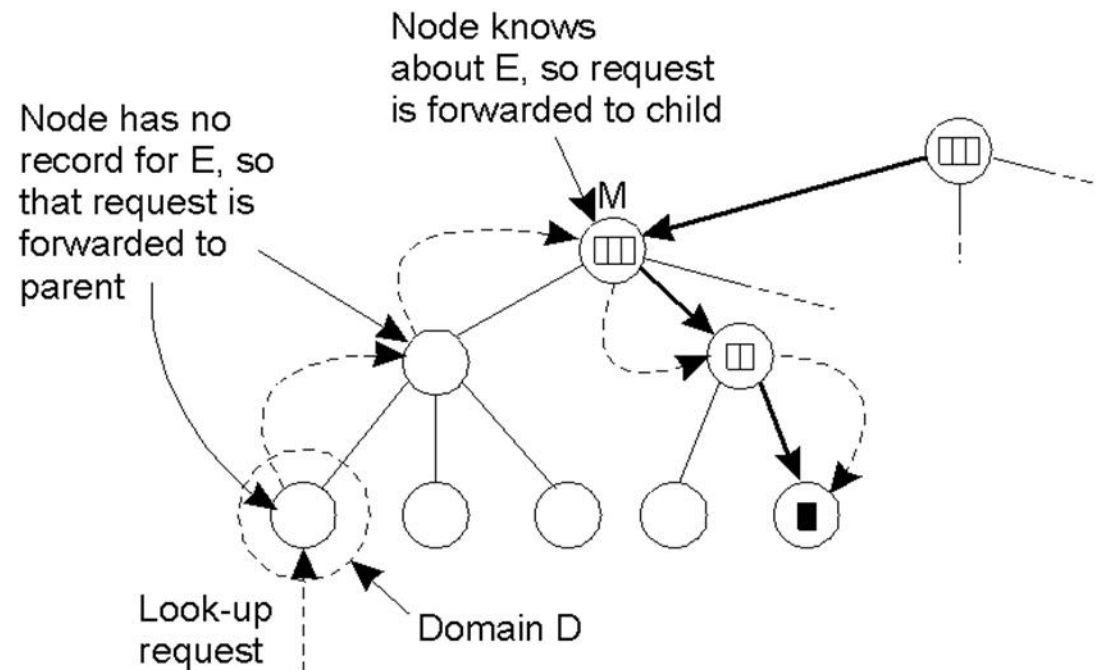 Node knows
about E, so request
is forwarded to child
Node has no
record for E, so
that request is
forwarded to
parent
M
Look-up
request
Domain D